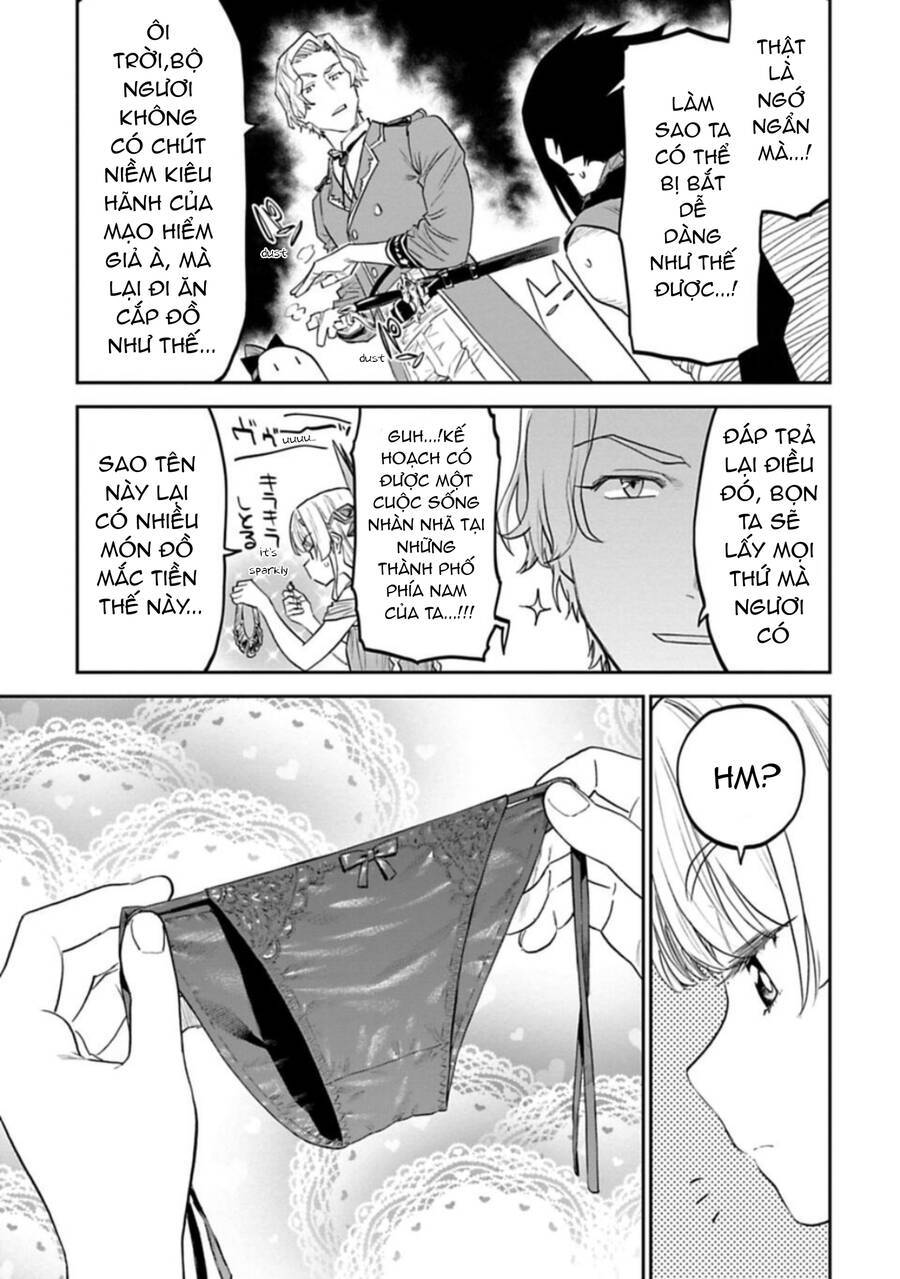 THẬT
LÀ
NGỚ
NGẨN
MÀ...!
LÀM
SAO TA
CÓ THỂ
BỊ BẮT
DỄ
DÀNG
NHƯ THẾ
ĐƯỢC...!
ÔI
TRỜI,BỘ
NGƯƠI
KHÔNG
CÓ CHÚT
NIỀM KIÊU
HÃNH CỦA
MẠO HIỂM
GIẢ À, MÀ
LẠI ĐI ĂN
CẮP ĐỒ
NHƯ THẾ...
dust
dust
ĐÁP TRẢ
LẠI ĐIỀU
ĐÓ, BỌN
TA SẼ
LẤY MỌI
THỨ MÀ
NGƯƠI
CÓ
GUH...!KẾ
HOẠCH CÓ
ĐƯỢC MỘT
CUỘC SỐNG
NHÀN NHÃ TẠI
NHỮNG
THÀNH PHỐ
PHÍA NAM
CỦA TA...!!!
uuuu...
キラキラ
it's
sparkly
SAO TÊN
NÀY LẠI
CÓ NHIỀU
MÓN ĐỒ
MẮC TIỀN
THẾ NÀY...
HM?